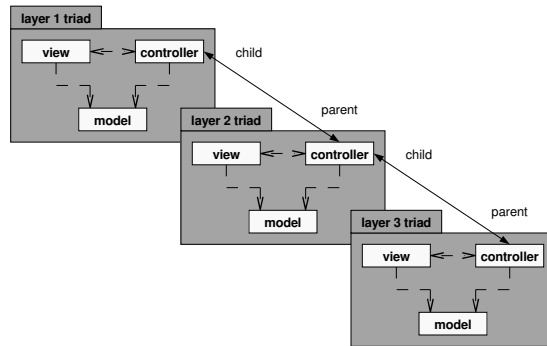 layer 1 triad
view
controller
child
model
parent
layer 2 triad
view
controller
child
model
parent
layer 3 triad
view
controller
model